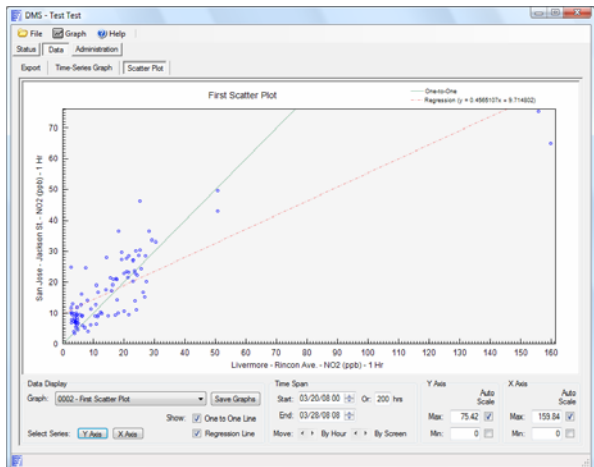 DMS - Test Test
File Graph Help
Status Data Administration
Export Time-Series Graph Scatter Plot
First Scatter Plot
One-to-One
Regression (y = 0.4565107x + 9.714802)
San Jose - Jackson St. - NO2 (ppb) - 1 Hr
70
60
50
40
30
20
10
0
0 10 20 30 40 50 60 70 80 90 100 110 120 130 140 150 160
Livermore - Rincon Ave. - NO2 (ppb) - 1 Hr
Data Display
Graph: 0002 - First Scatter Plot Save Graphs
Show: One to One Line
Select Series: Y Axis X Axis Regression Line
Time Span
Start: 03/20/08 00 Or: 200 hrs
End: 03/28/08 08
Move: By Hour By Screen
Y Axis
Auto Scale
Max: 75.42
Min: 0
X Axis
Auto Scale
Max: 159.84
Min: 0